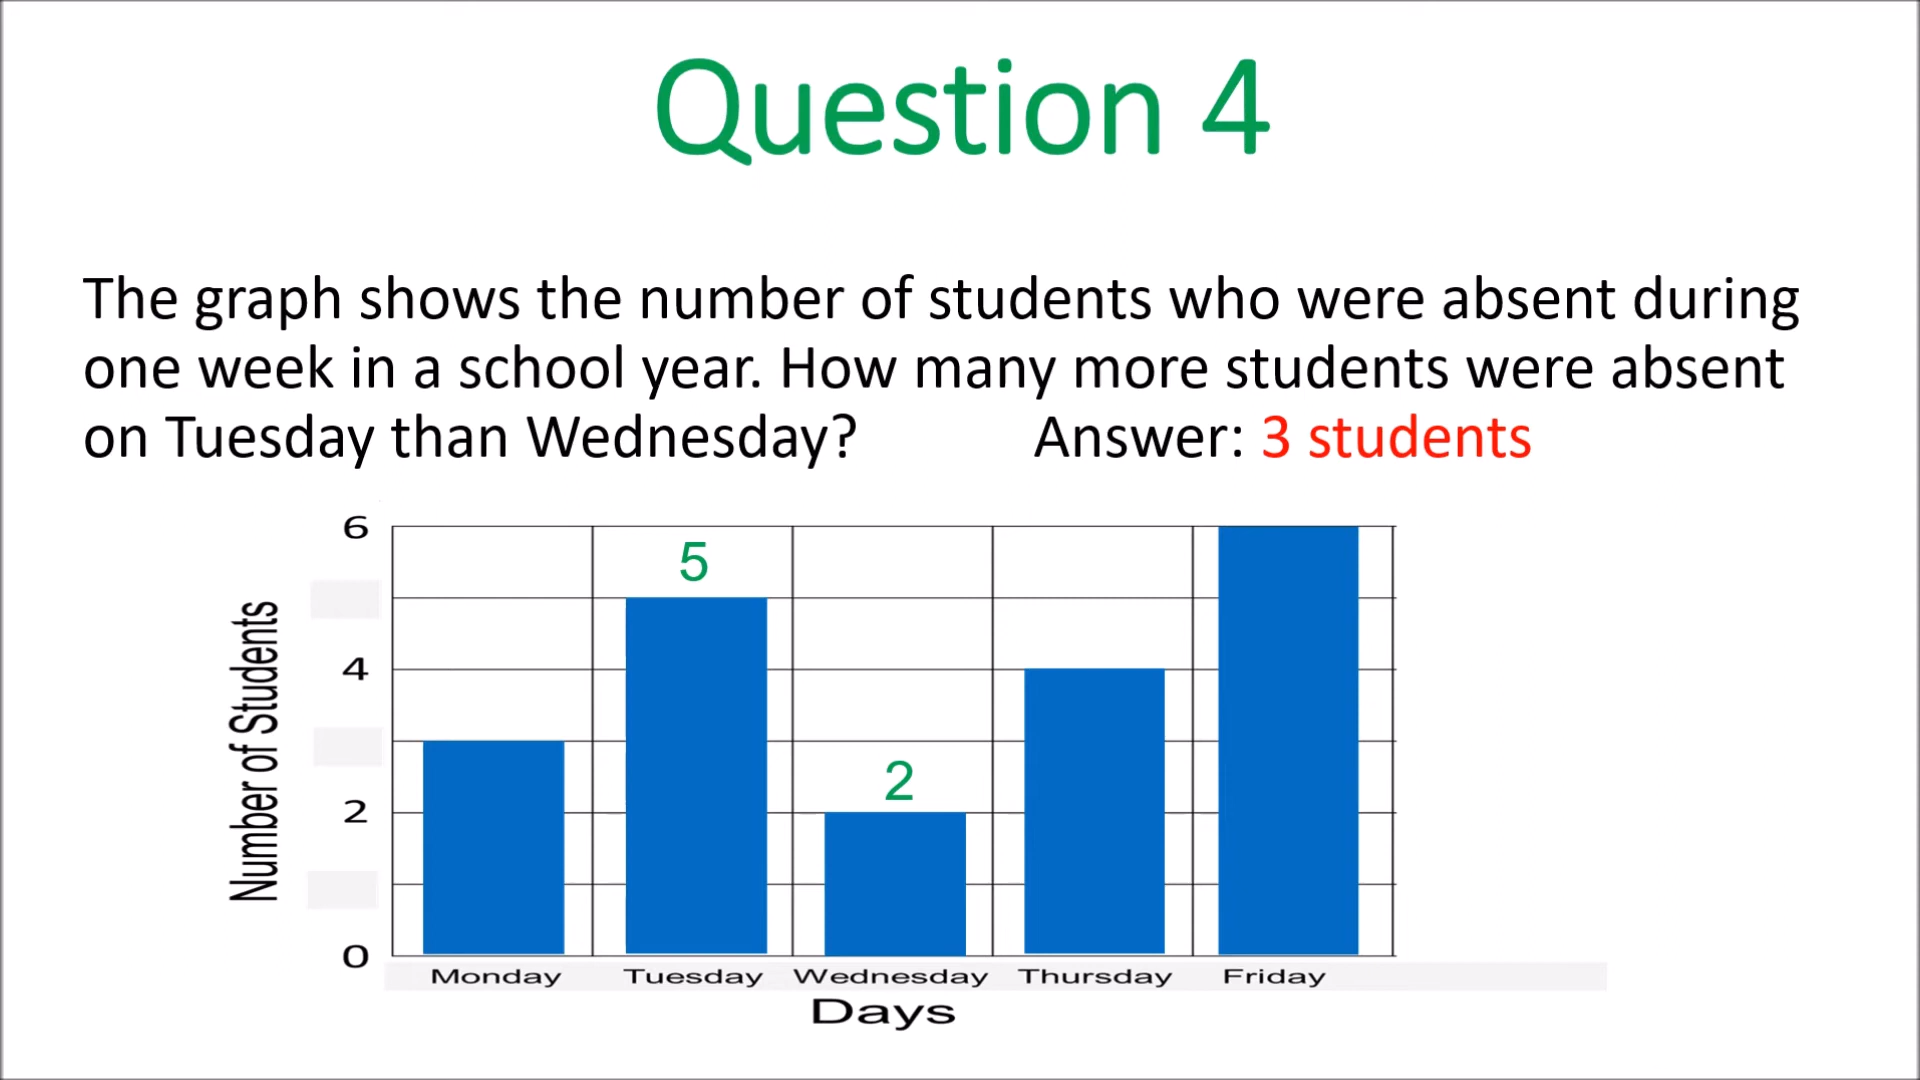 Question 4
The graph shows the number of students who were absent during
one week in a school year. How many more students were absent
on Tuesday than Wednesday? Answer: 3 students
6
5
4
2
2
0
Number of Students
Monday Tuesday Wednesday Thursday Friday
Days